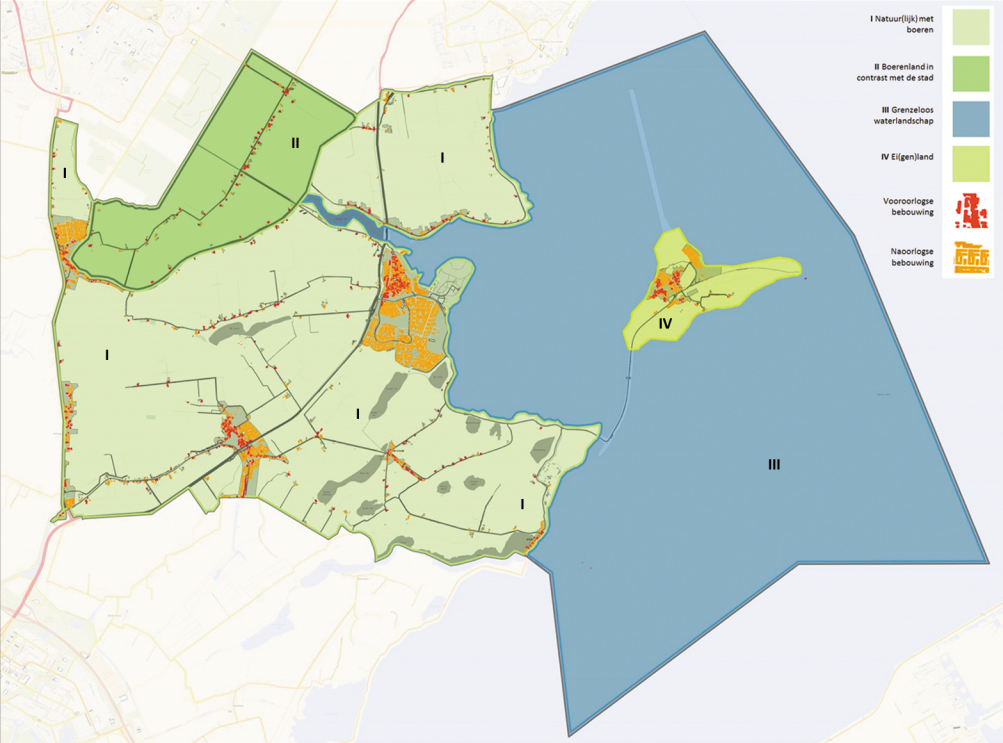 I Natuur(lijk) met
boeren
II Boerenland in
contrast met de stad
III Grenzeloos
waterlandschap
IV Ei(gen)land
Vooroorlogse
bebouwing
Naoorlogse
bebouwing
II
I
I
IV
I
I
III
I